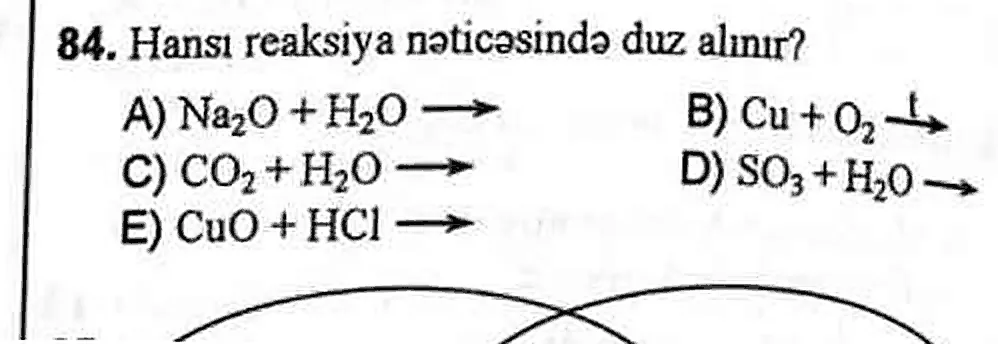 84. Hansı reaksiya nəticəsində duz alınır?
A) Na₂O + H₂O ⟶ B) Cu + O₂ —t→
C) CO₂ + H₂O ⟶ D) SO₃ + H₂O ⟶
E) CuO + HCl ⟶